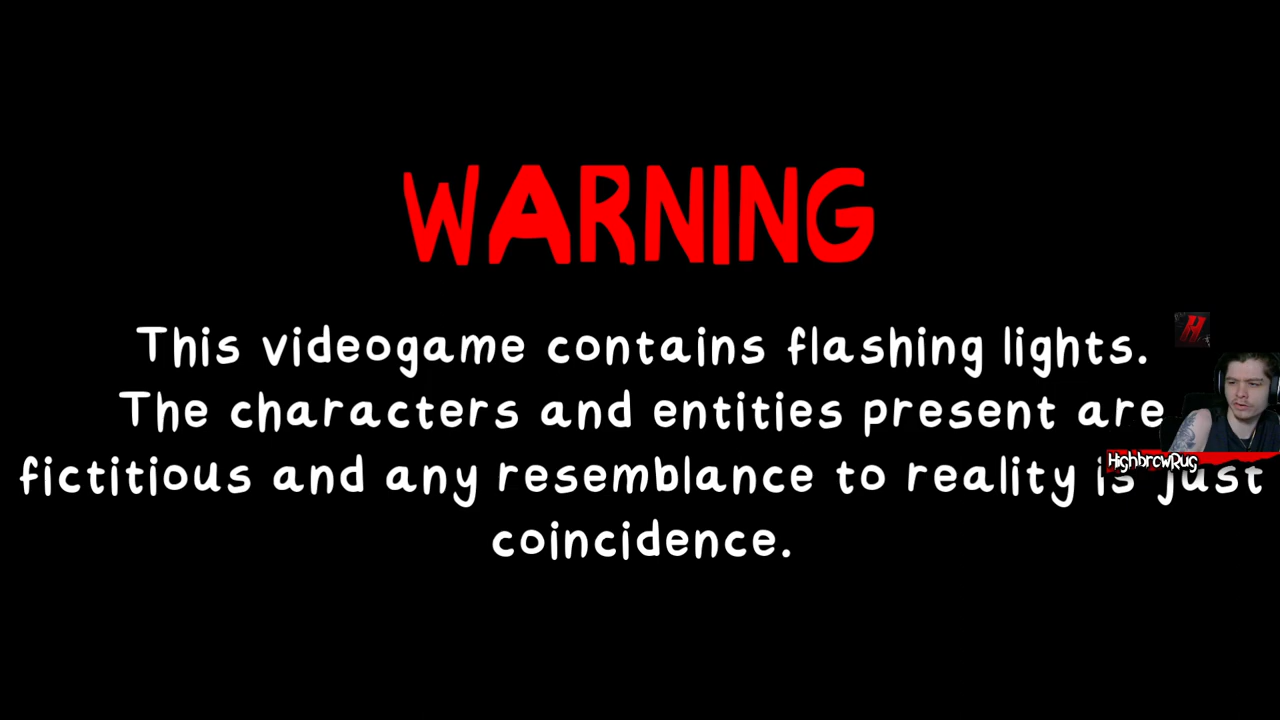 WARNING
This videogame contains flashing lights.
The characters and entities present are
fictitious and any resemblance to reality is just
coincidence.
H
HighbrowRug